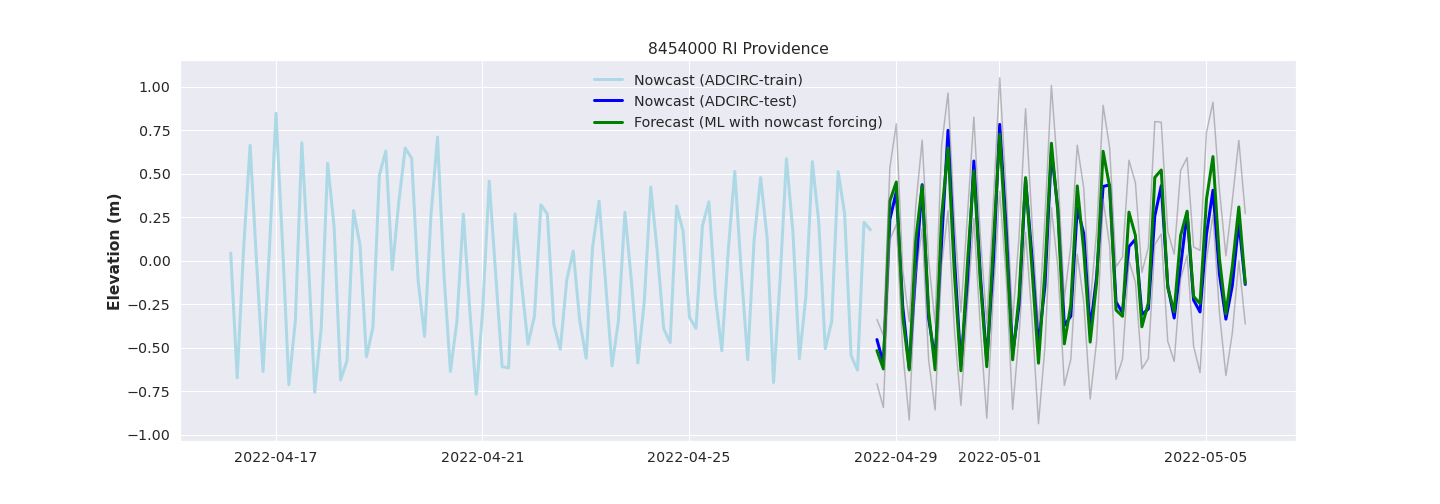 8454000 RI Providence
Nowcast (ADCIRC-train)
Nowcast (ADCIRC-test)
Forecast (ML with nowcast forcing)
Elevation (m)
1.00
0.75
0.50
0.25
0.00
−0.25
−0.50
−0.75
−1.00
2022-04-17 2022-04-21 2022-04-25 2022-04-29 2022-05-01 2022-05-05